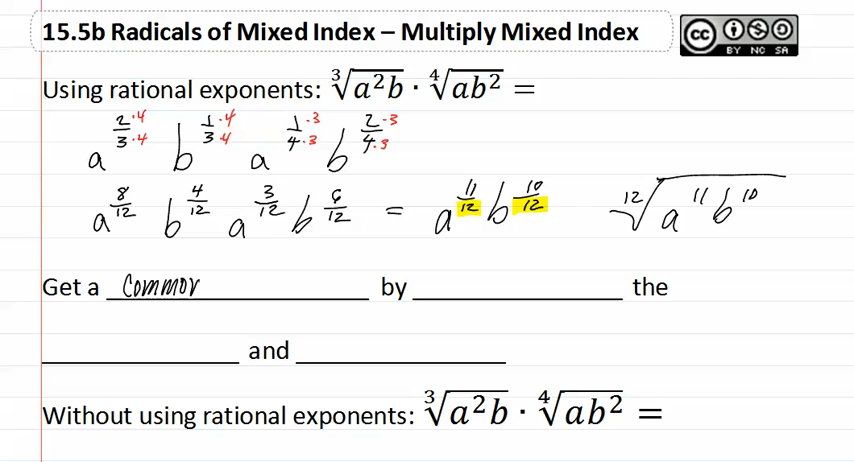 15.5b Radicals of Mixed Index – Multiply Mixed Index
cc BY NC SA
Using rational exponents: ∛(a²b) · ∜(ab²) =
a^(2·4/3·4) b^(1·4/3·4) a^(1·3/4·3) b^(2·3/4·3)
a^(8/12) b^(4/12) a^(3/12) b^(6/12) = a^(11/12) b^(10/12) ¹²√(a¹¹b¹⁰)
Get a Common by the
and
Without using rational exponents: ∛(a²b) · ∜(ab²) =